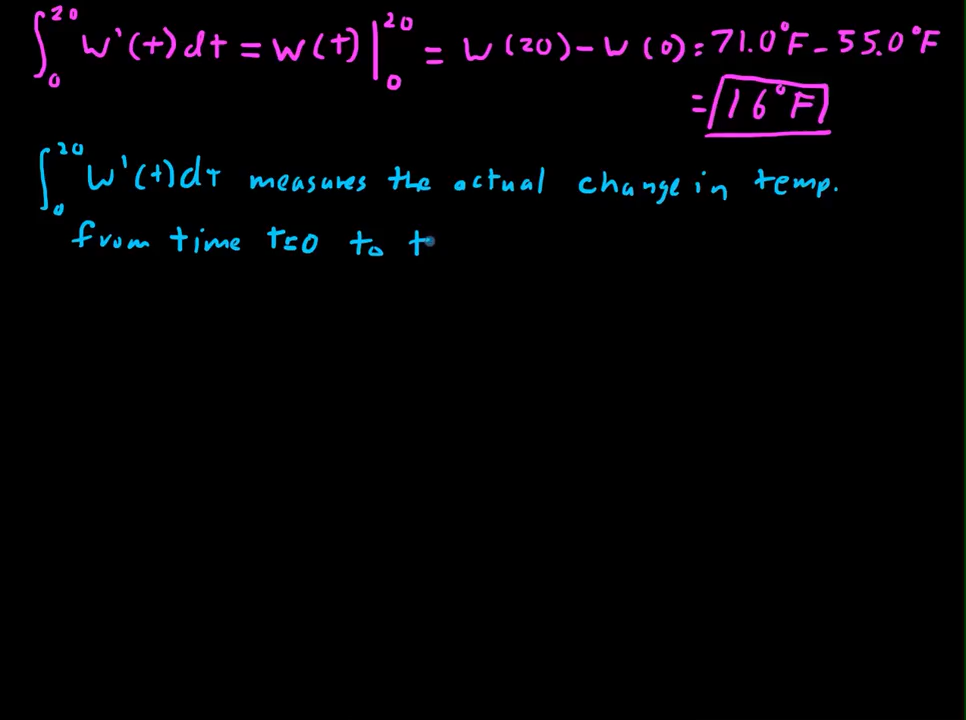 ∫₀²⁰ W'(t)dt = W(t)|₀²⁰ = W(20) - W(0) = 71.0°F - 55.0°F
= 16°F
∫₀²⁰ W'(t)dt measures the actual change in temp.
from time t=0 to t